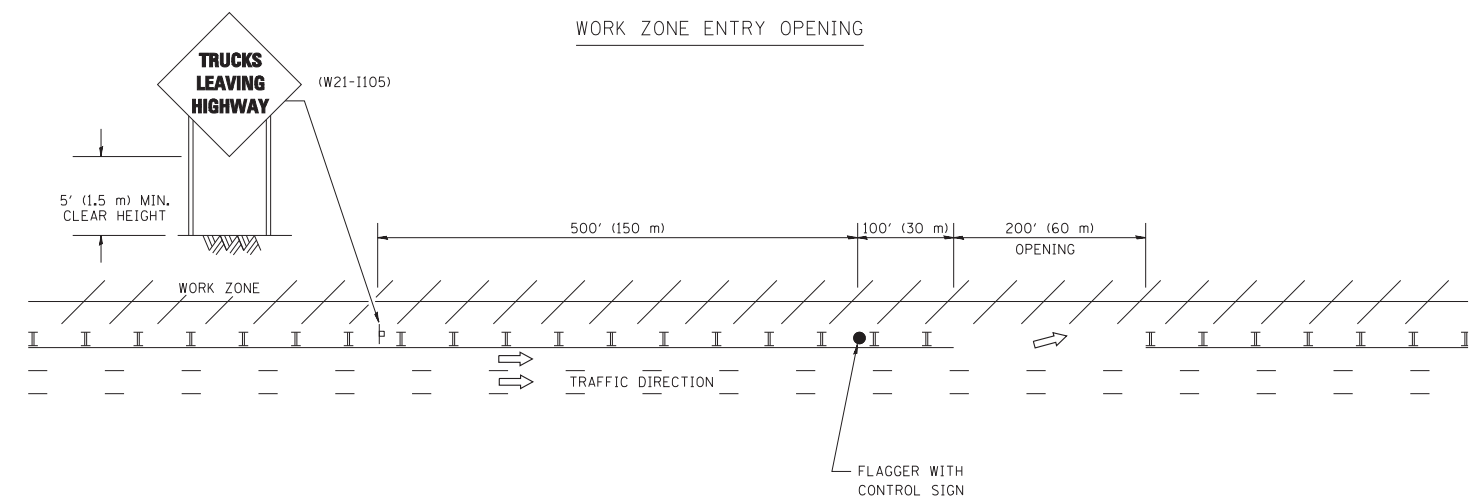 WORK ZONE ENTRY OPENING
TRUCKS
LEAVING
HIGHWAY
(W21-I105)
5' (1.5 m) MIN.
CLEAR HEIGHT
500' (150 m)
100' (30 m)
200' (60 m)
OPENING
WORK ZONE
TRAFFIC DIRECTION
FLAGGER WITH
CONTROL SIGN